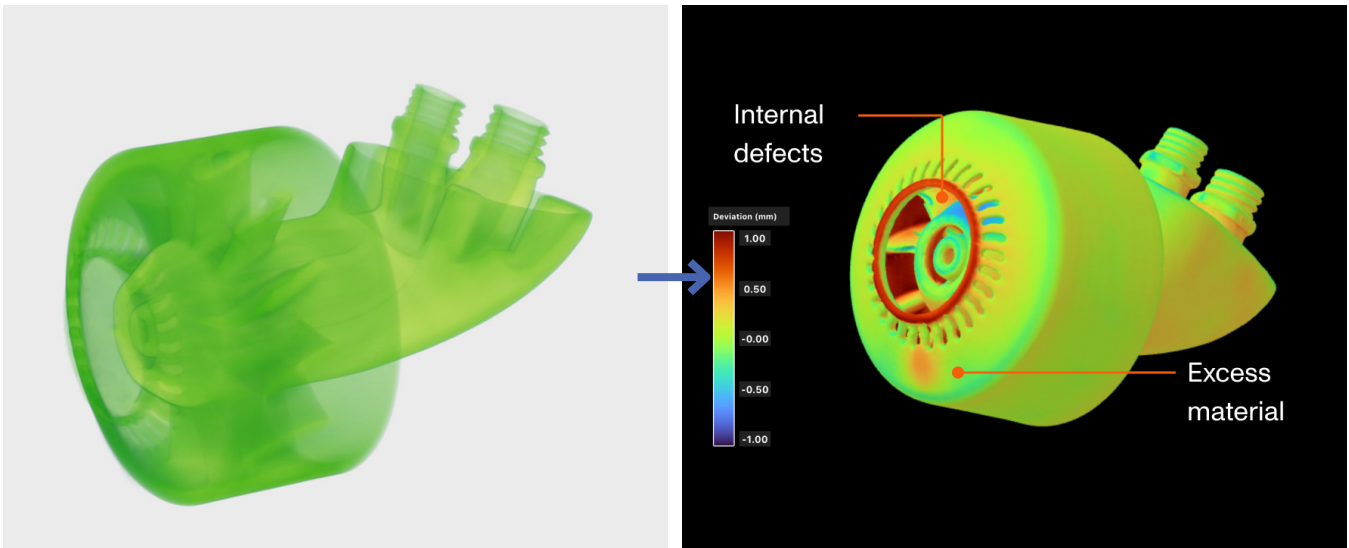 Internal
defects
Deviation (mm)
1.00
0.50
-0.00
-0.50
-1.00
Excess
material